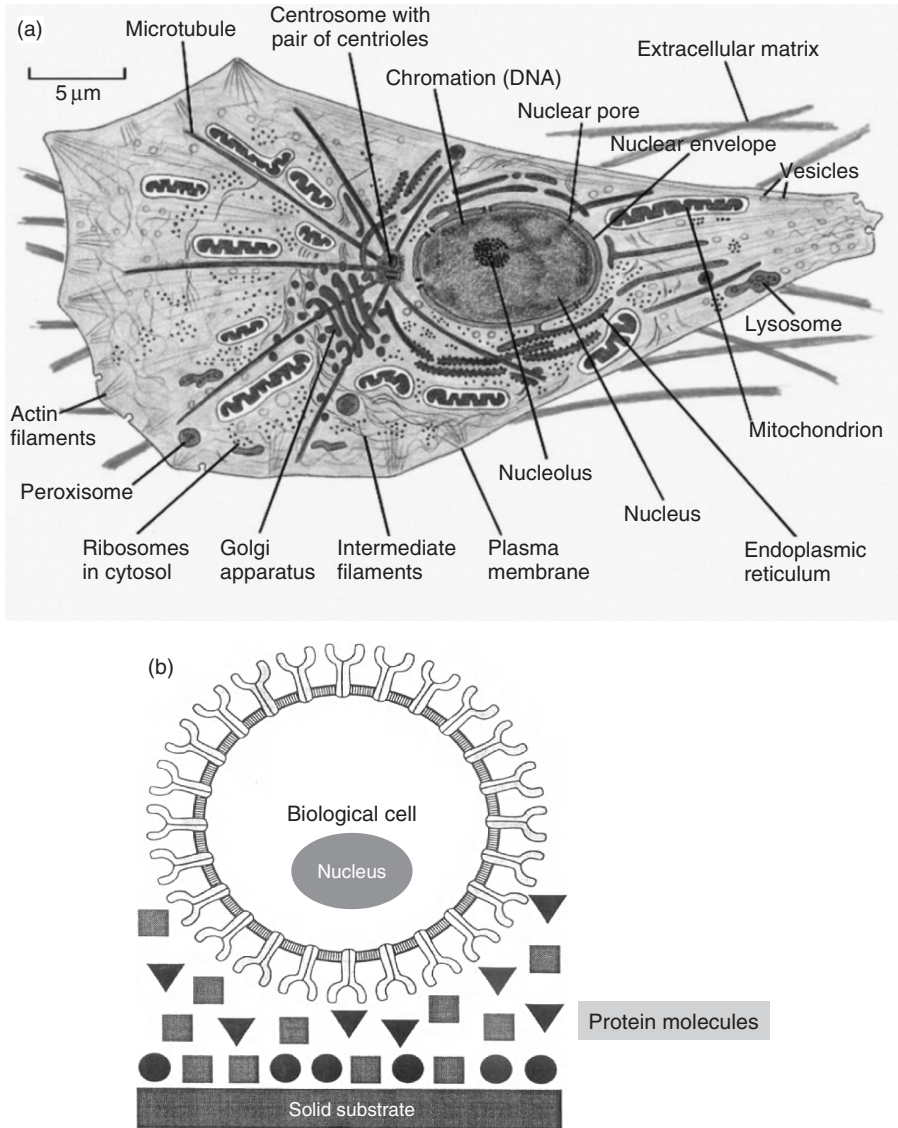 (a)
Microtubule
Centrosome with
pair of centrioles
Extracellular matrix
5 µm
Chromation (DNA)
Nuclear pore
Nuclear envelope
Vesicles
Lysosome
Actin
filaments
Mitochondrion
Peroxisome
Nucleolus
Nucleus
Ribosomes
in cytosol
Golgi
apparatus
Intermediate
filaments
Plasma
membrane
Endoplasmic
reticulum
(b)
Biological cell
Nucleus
Protein molecules
Solid substrate